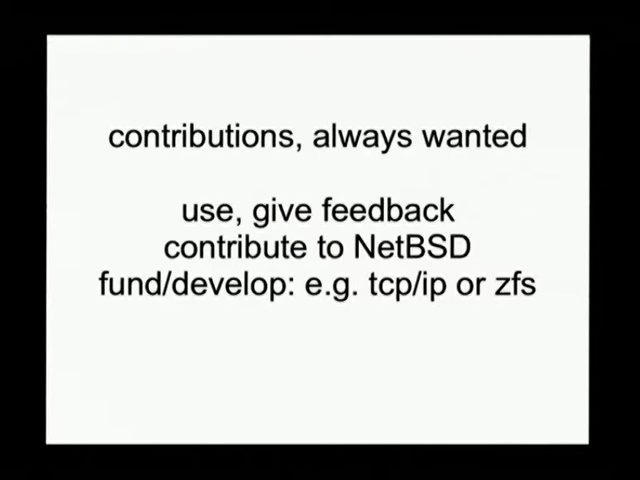 contributions, always wanted
use, give feedback
contribute to NetBSD
fund/develop: e.g. tcp/ip or zfs